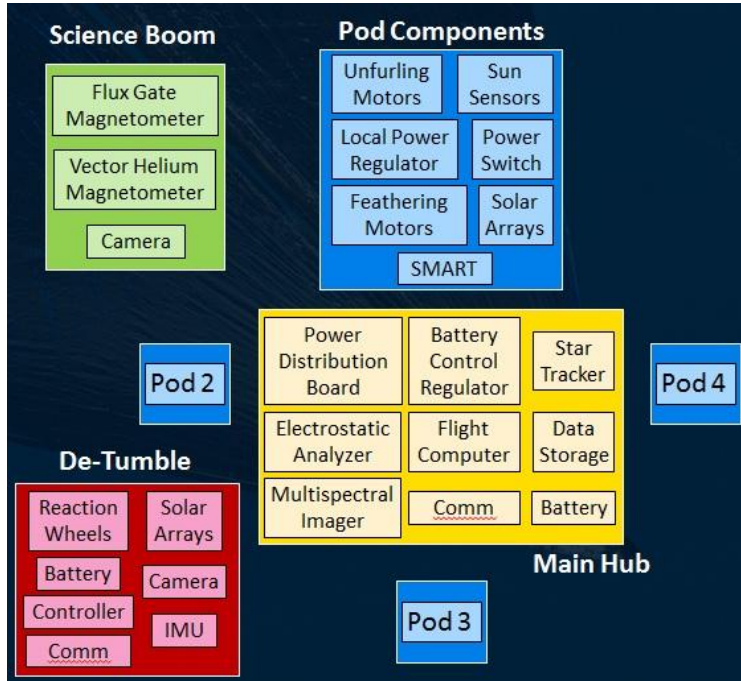 Science Boom
Flux Gate
Magnetometer
Vector Helium
Magnetometer
Camera
Pod Components
Unfurling
Motors
Sun
Sensors
Local Power
Regulator
Power
Switch
Feathering
Motors
Solar
Arrays
SMART
Pod 2
Power
Distribution
Board
Battery
Control
Regulator
Star
Tracker
Electrostatic
Analyzer
Flight
Computer
Data
Storage
Multispectral
Imager
Comm
Battery
Main Hub
Pod 4
De-Tumble
Reaction
Wheels
Solar
Arrays
Battery
Camera
Controller
IMU
Comm
Pod 3